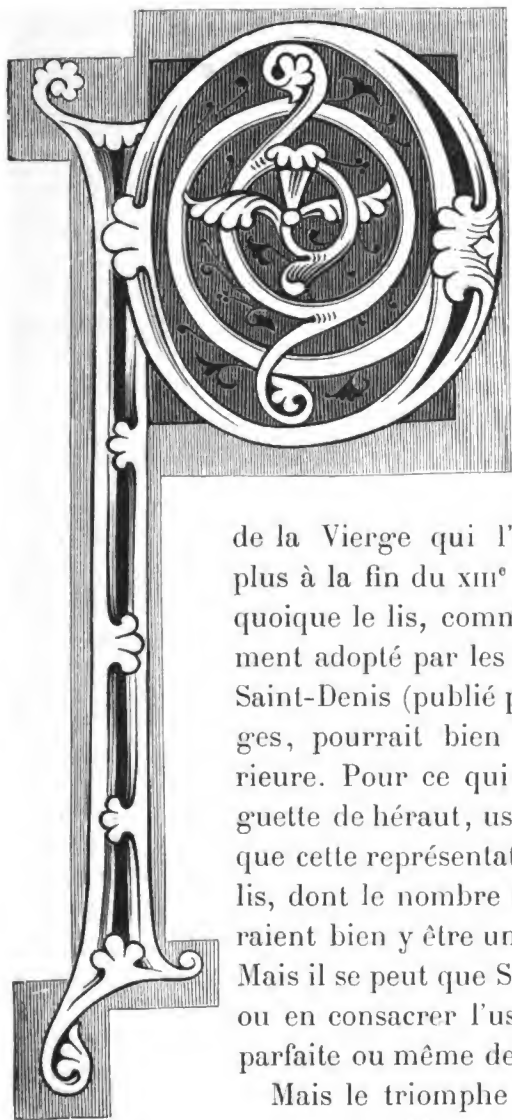 P
de la Vierge qui l'
plus à la fin du XIIIᵉ
quoique le lis, comm
ment adopté par les
Saint-Denis (publié p
ges, pourrait bien
rieure. Pour ce qui
guette de héraut, us
que cette représentat
lis, dont le nombre
raient bien y être un
Mais il se peut que S
ou en consacrer l'us
parfaite ou même de
Mais le triomphe